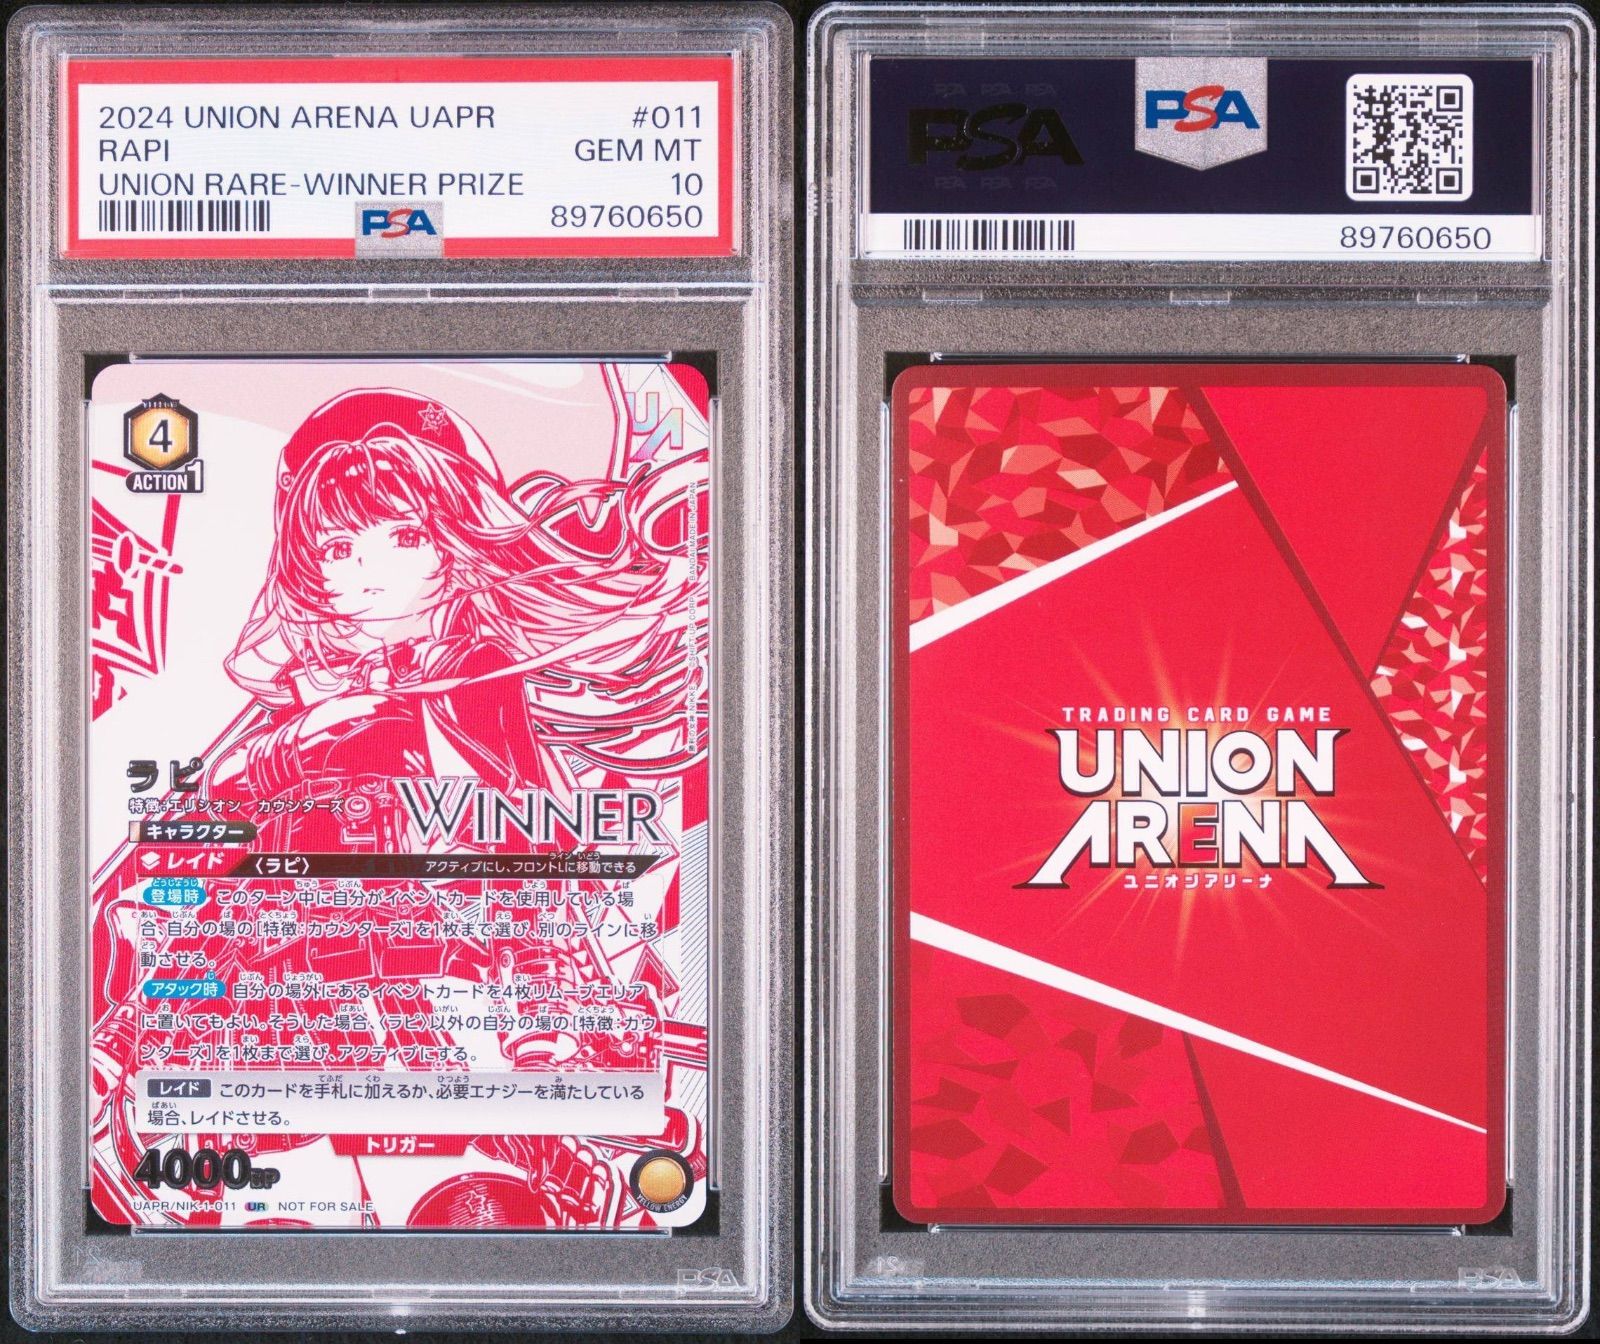 2024 UNION ARENA UAPR #011
RAPI GEM MT
UNION RARE-WINNER PRIZE 10
PSA 89760650
YELLOW
4
ACTION 1
UA
BANDAI MADE IN JAPAN
ラピ
特徴:エリシオン カウンターズ
WINNER
キャラクター
レイド 〈ラピ〉 アクティブにし、フロントLに移動できる
登場時 このターン中に自分がイベントカードを使用している場
合、自分の場の[特徴:カウンターズ]を1枚まで選び、別のラインに移
動させる。
アタック時 自分の場外にあるイベントカードを4枚リムーブエリア
に置いてもよい。そうした場合、〈ラピ〉以外の自分の場の[特徴:カウ
ンターズ]を1枚まで選び、アクティブにする。
レイド このカードを手札に加えるか、必要エナジーを満たしている
場合、レイドさせる。
トリガー
4000BP
YELLOW ENERGY
UAPR/NIK-1-011 UR NOT FOR SALE
PSA
PSA PSA
89760650
TRADING CARD GAME
UNION
ARENA
ユニオンアリーナ
PSA